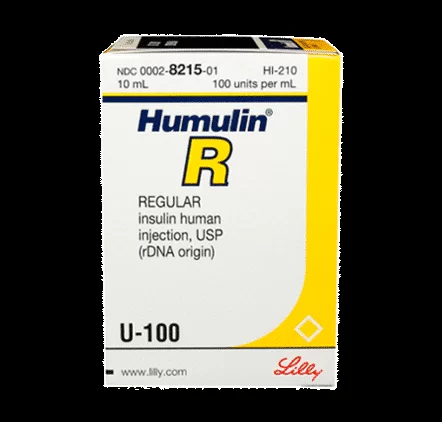 NDC 0002-8215-01 HI-210
10 mL 100 units per mL
Humulin®
R
REGULAR
insulin human
injection, USP
(rDNA origin)
U-100
www.lilly.com
Lilly